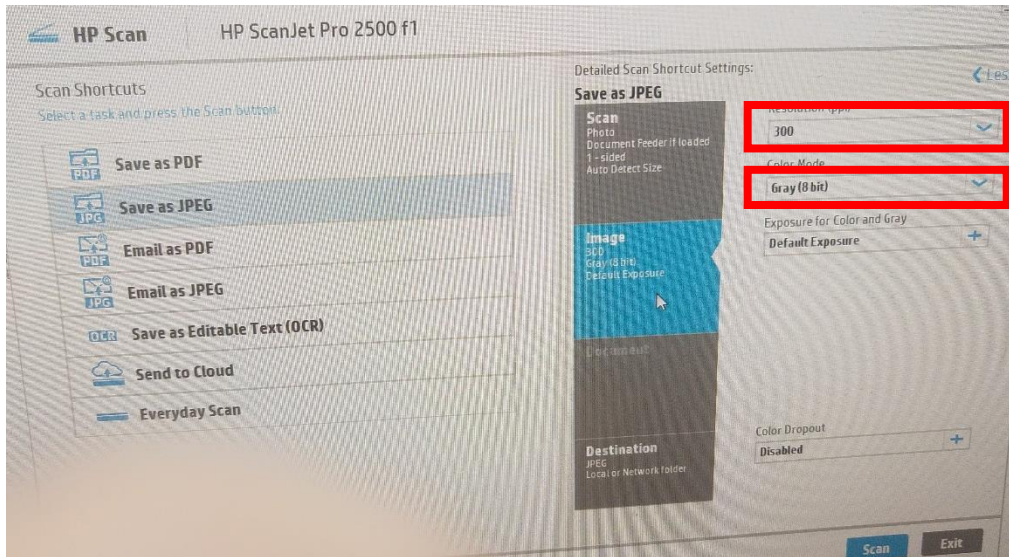 HP Scan
HP ScanJet Pro 2500 f1
Scan Shortcuts
Select a task and press the Scan button.
Save as PDF
Save as JPEG
Email as PDF
Email as JPEG
Save as Editable Text (OCR)
Send to Cloud
Everyday Scan
Detailed Scan Shortcut Settings:
Less
Save as JPEG
Scan
Photo
Document Feeder if loaded
1 - sided
Auto Detect Size
Image
300
Gray (8 bit)
Default Exposure
Document
Destination
JPEG
Local or Network folder
Resolution (ppi)
300
Color Mode
Gray (8 bit)
Exposure for Color and Gray
Default Exposure
Color Dropout
Disabled
Scan
Exit